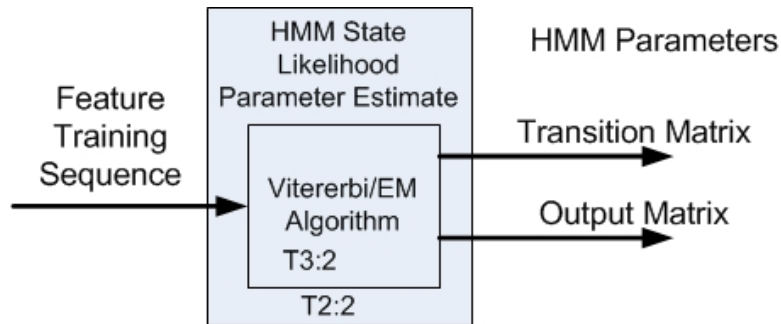 HMM State
Likelihood
Parameter Estimate
HMM Parameters
Feature
Training
Sequence
Vitererbi/EM
Algorithm
T3:2
T2:2
Transition Matrix
Output Matrix